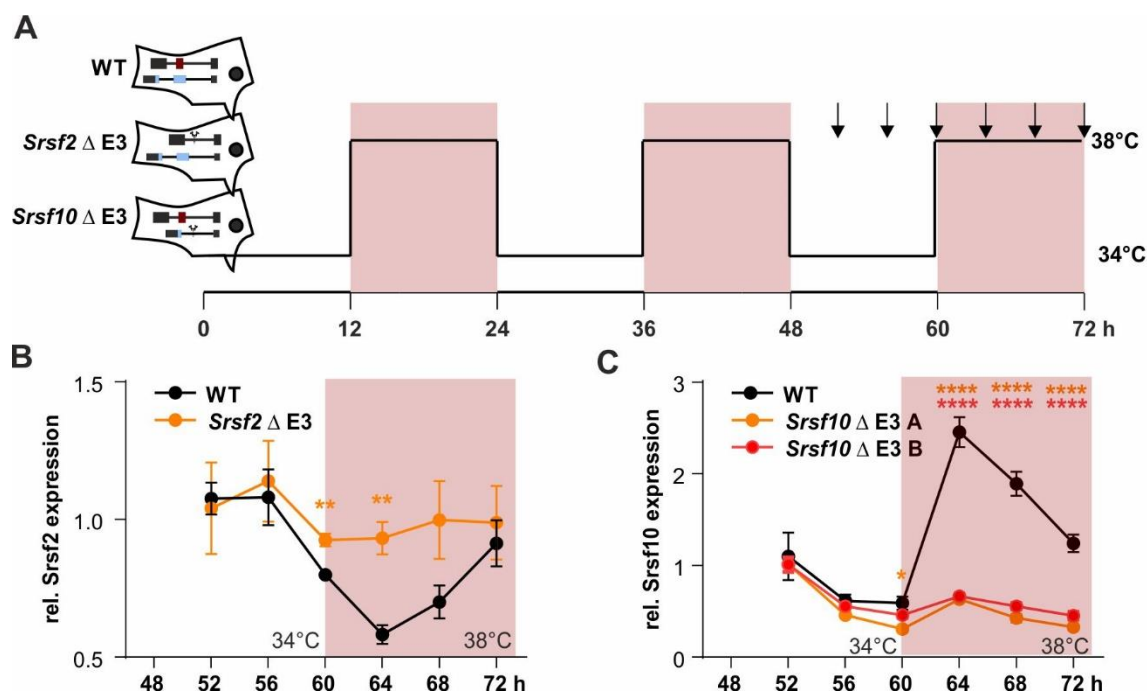 A
WT
Srsf2 Δ E3
Srsf10 Δ E3
38°C
34°C
0 12 24 36 48 60 72 h
B
rel. Srsf2 expression
1.5
1.0
0.5
WT
Srsf2 Δ E3
** **
34°C 38°C
48 52 56 60 64 68 72 h
C
rel. Srsf10 expression
3
2
1
0
WT
Srsf10 Δ E3 A
Srsf10 Δ E3 B
**** **** ****
**** **** ****
*
34°C 38°C
48 52 56 60 64 68 72 h